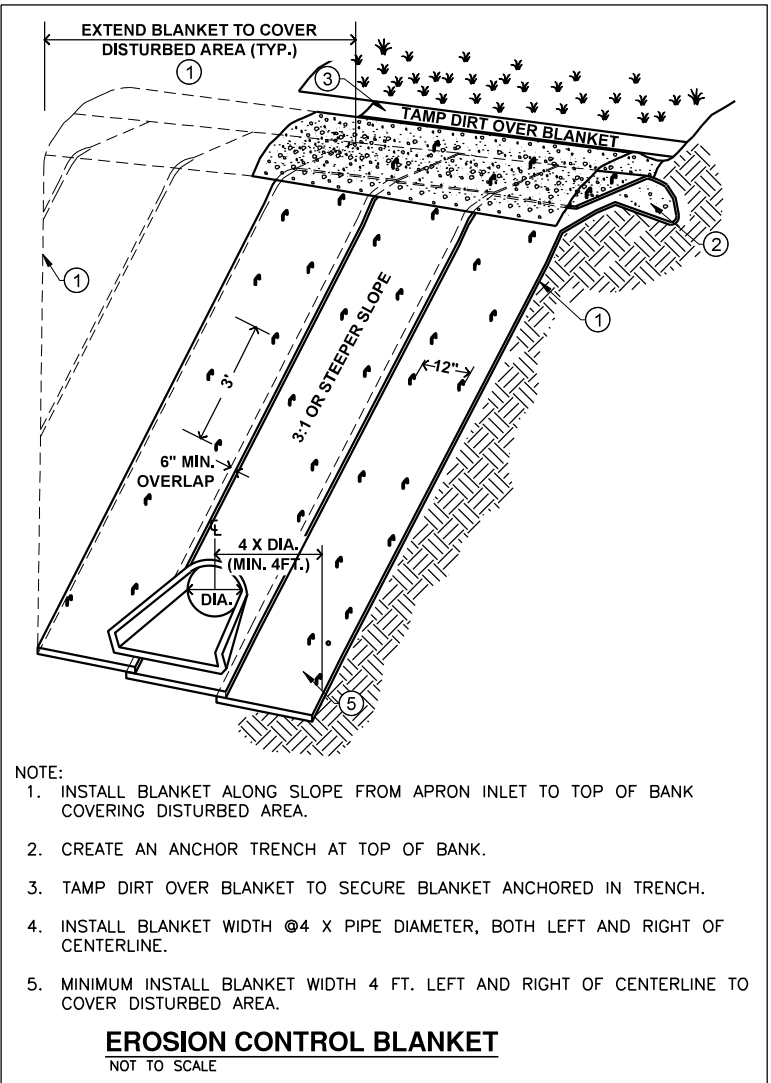 EXTEND BLANKET TO COVER
DISTURBED AREA (TYP.)
1
3
TAMP DIRT OVER BLANKET
2
1
1
3'
3:1 OR STEEPER SLOPE
12"
6" MIN.
OVERLAP
℄
4 X DIA.
(MIN. 4FT.)
DIA.
5
NOTE:
1. INSTALL BLANKET ALONG SLOPE FROM APRON INLET TO TOP OF BANK
COVERING DISTURBED AREA.
2. CREATE AN ANCHOR TRENCH AT TOP OF BANK.
3. TAMP DIRT OVER BLANKET TO SECURE BLANKET ANCHORED IN TRENCH.
4. INSTALL BLANKET WIDTH @4 X PIPE DIAMETER, BOTH LEFT AND RIGHT OF
CENTERLINE.
5. MINIMUM INSTALL BLANKET WIDTH 4 FT. LEFT AND RIGHT OF CENTERLINE TO
COVER DISTURBED AREA.
EROSION CONTROL BLANKET
NOT TO SCALE